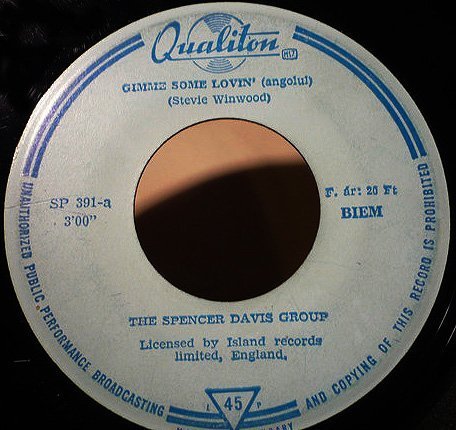 Qualiton
GIMME SOME LOVIN' (angolul)
(Stevie Winwood)
SP 391-a
3'00"
F. ár: 26 Ft
BIEM
THE SPENCER DAVIS GROUP
Licensed by Island records
limited, England.
UNAUTHORIZED PUBLIC PERFORMANCE BROADCASTING
AND COPYING OF THIS RECORD IS PROHIBITED
L 45 P